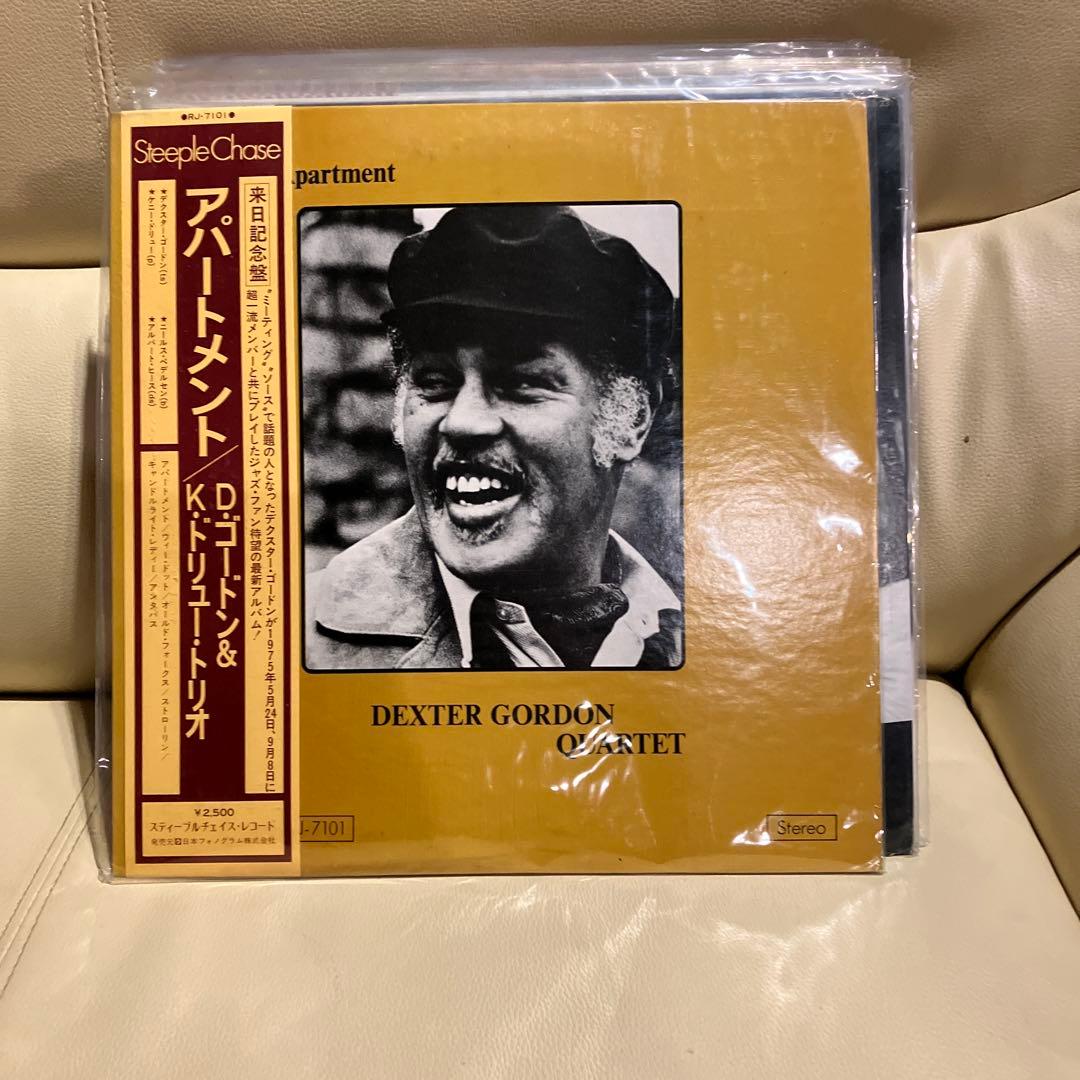 ●RJ-7101●
Steeple Chase
アパートメント／D・ゴードン&
K・ドリュー・トリオ
来日記念盤
"ミーティング""ソース"で話題の人となったデクスター・ゴードンが1975年5月24日、9月8日に
超一流メンバーと共にプレイしたジャズ・ファン待望の最新アルバム!
★デクスター・ゴードン(ts)
★ケニー・ドリュー(p)
★ニールス・ペデルセン(b)
★アルバート・ヒース(ds)
アパートメント/ウィー・ドット/オールド・フォークス/ストローリン/
キャンドルライト・レディー/アンタバス
¥2,500
スティープルチェイス・レコード
発売元 日本フォノグラム株式会社
partment
DEXTER GORDON
QUARTET
J-7101
Stereo